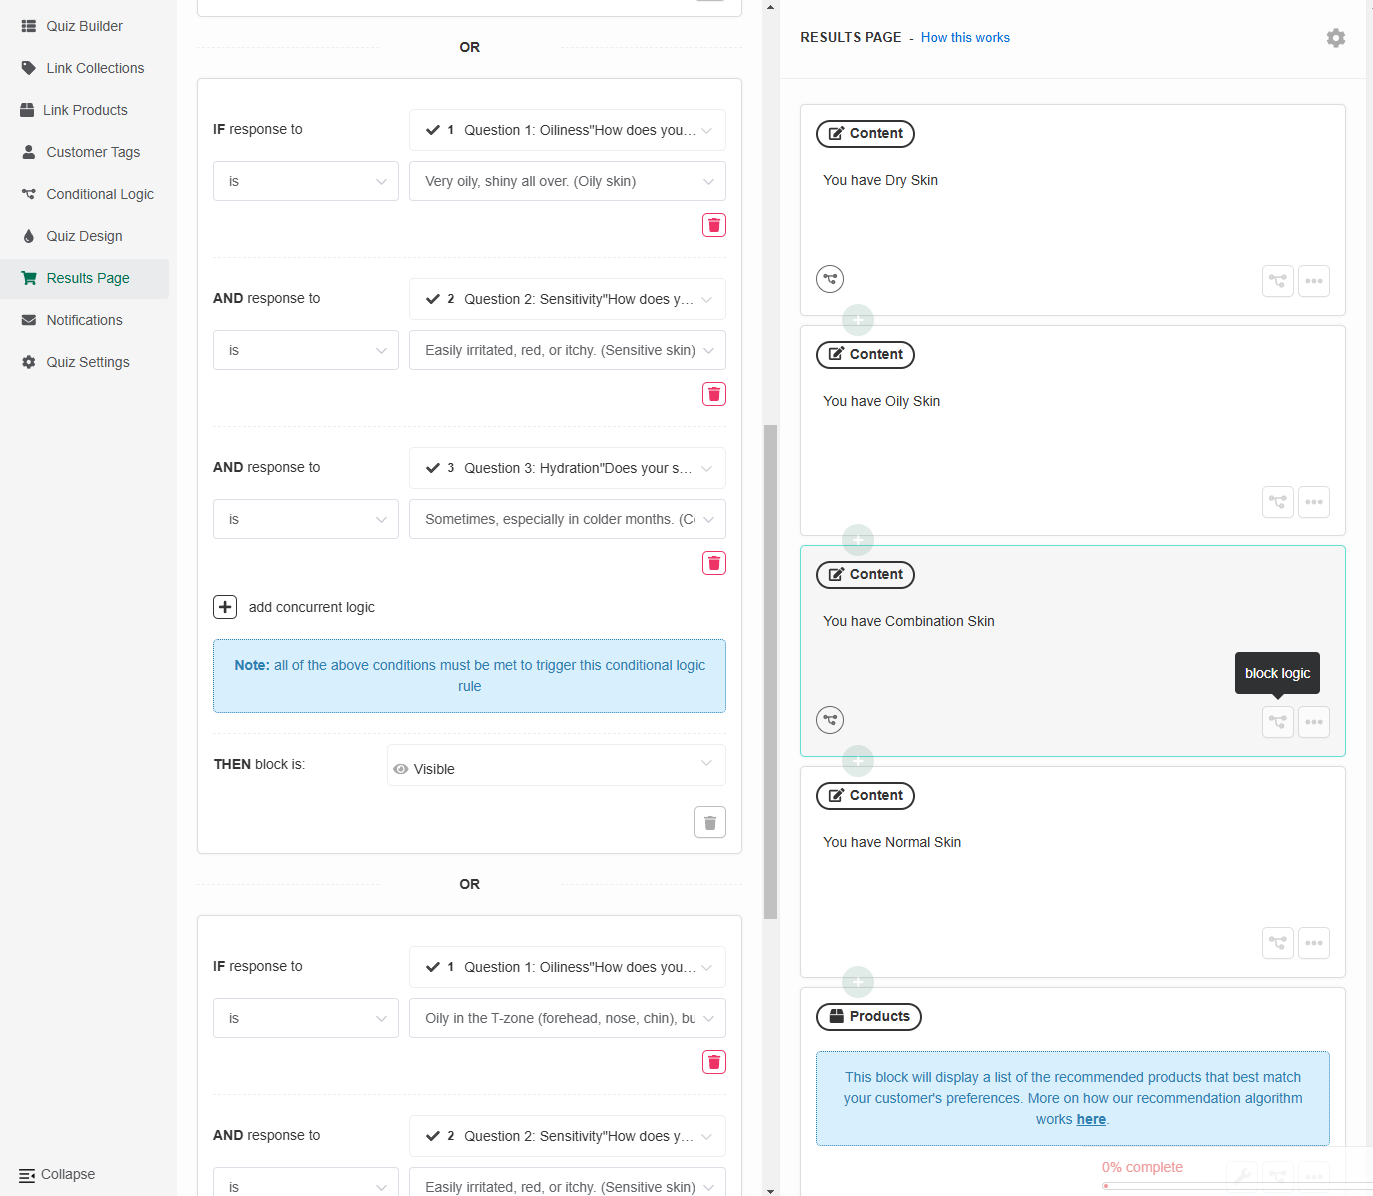 Quiz Builder
Link Collections
Link Products
Customer Tags
Conditional Logic
Quiz Design
Results Page
Notifications
Quiz Settings
Collapse
OR
IF response to
1 Question 1: Oiliness"How does you...
is
Very oily, shiny all over. (Oily skin)
AND response to
2 Question 2: Sensitivity"How does y...
is
Easily irritated, red, or itchy. (Sensitive skin)
AND response to
3 Question 3: Hydration"Does your s...
is
Sometimes, especially in colder months. (C
add concurrent logic
Note: all of the above conditions must be met to trigger this conditional logic
rule
THEN block is:
Visible
OR
IF response to
1 Question 1: Oiliness"How does you...
is
Oily in the T-zone (forehead, nose, chin), bu
AND response to
2 Question 2: Sensitivity"How does y...
is
Easily irritated, red, or itchy. (Sensitive skin)
RESULTS PAGE - How this works
Content
You have Dry Skin
Content
You have Oily Skin
Content
You have Combination Skin
block logic
Content
You have Normal Skin
Products
This block will display a list of the recommended products that best match
your customer's preferences. More on how our recommendation algorithm
works here.
0% complete